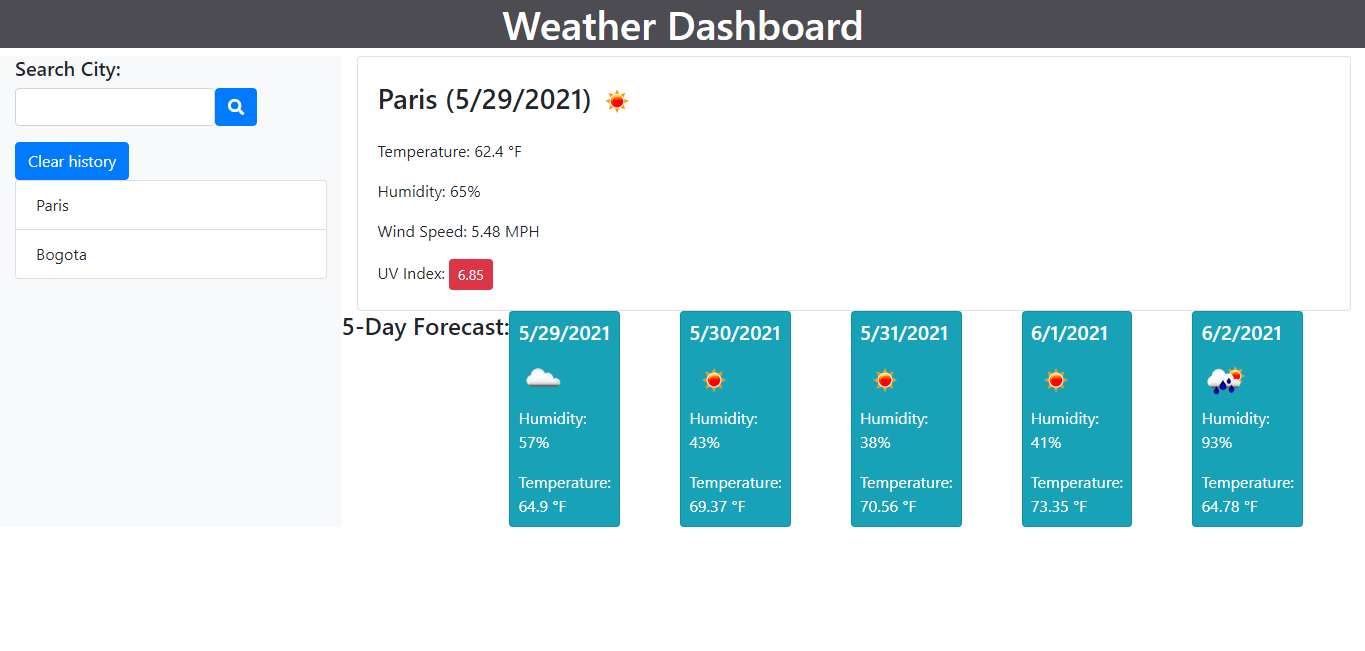 Weather Dashboard
Search City:
Clear history
Paris
Bogota
Paris (5/29/2021)
Temperature: 62.4 °F
Humidity: 65%
Wind Speed: 5.48 MPH
UV Index: 6.85
5-Day Forecast:
5/29/2021
Humidity:
57%
Temperature:
64.9 °F
5/30/2021
Humidity:
43%
Temperature:
69.37 °F
5/31/2021
Humidity:
38%
Temperature:
70.56 °F
6/1/2021
Humidity:
41%
Temperature:
73.35 °F
6/2/2021
Humidity:
93%
Temperature:
64.78 °F